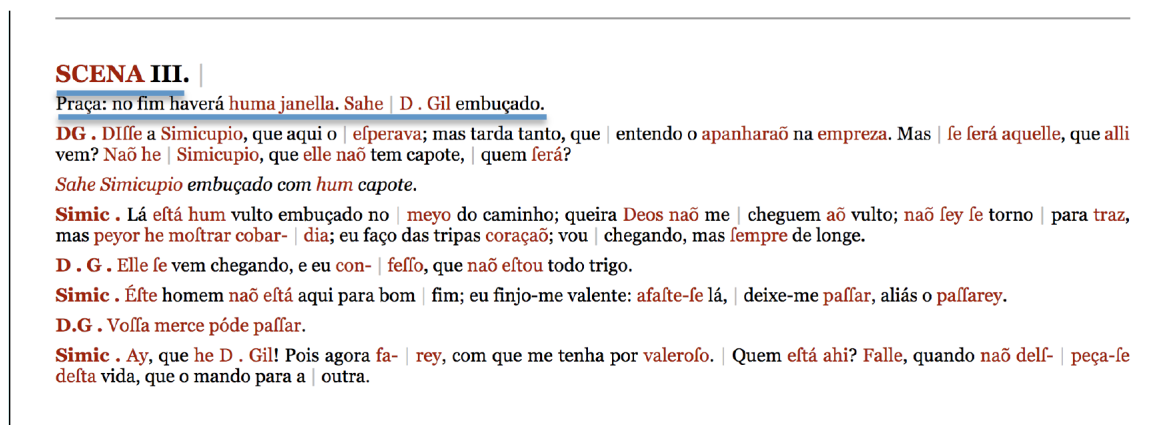 SCENA III. |
Praça: no fim haverá huma janella. Sahe | D . Gil embuçado.
DG . DIſſe a Simicupio, que aqui o | eſperava; mas tarda tanto, que | entendo o apanharaõ na empreza. Mas | ſe ſerá aquelle, que alli
vem? Naõ he | Simicupio, que elle naõ tem capote, | quem ſerá?
Sahe Simicupio embuçado com hum capote.
Simic . Lá eſtá hum vulto embuçado no | meyo do caminho; queira Deos naõ me | cheguem aõ vulto; naõ ſey ſe torno | para traz,
mas peyor he moſtrar cobar- | dia; eu faço das tripas coraçaõ; vou | chegando, mas ſempre de longe.
D . G . Elle ſe vem chegando, e eu con- | feſſo, que naõ eſtou todo trigo.
Simic . Éſte homem naõ eſtá aqui para bom | fim; eu finjo-me valente: afaſte-ſe lá, | deixe-me paſſar, aliás o paſſarey.
D.G . Voſſa merce póde paſſar.
Simic . Ay, que he D . Gil! Pois agora fa- | rey, com que me tenha por valeroſo. | Quem eſtá ahi? Falle, quando naõ delſ- | peça-ſe
deſta vida, que o mando para a | outra.